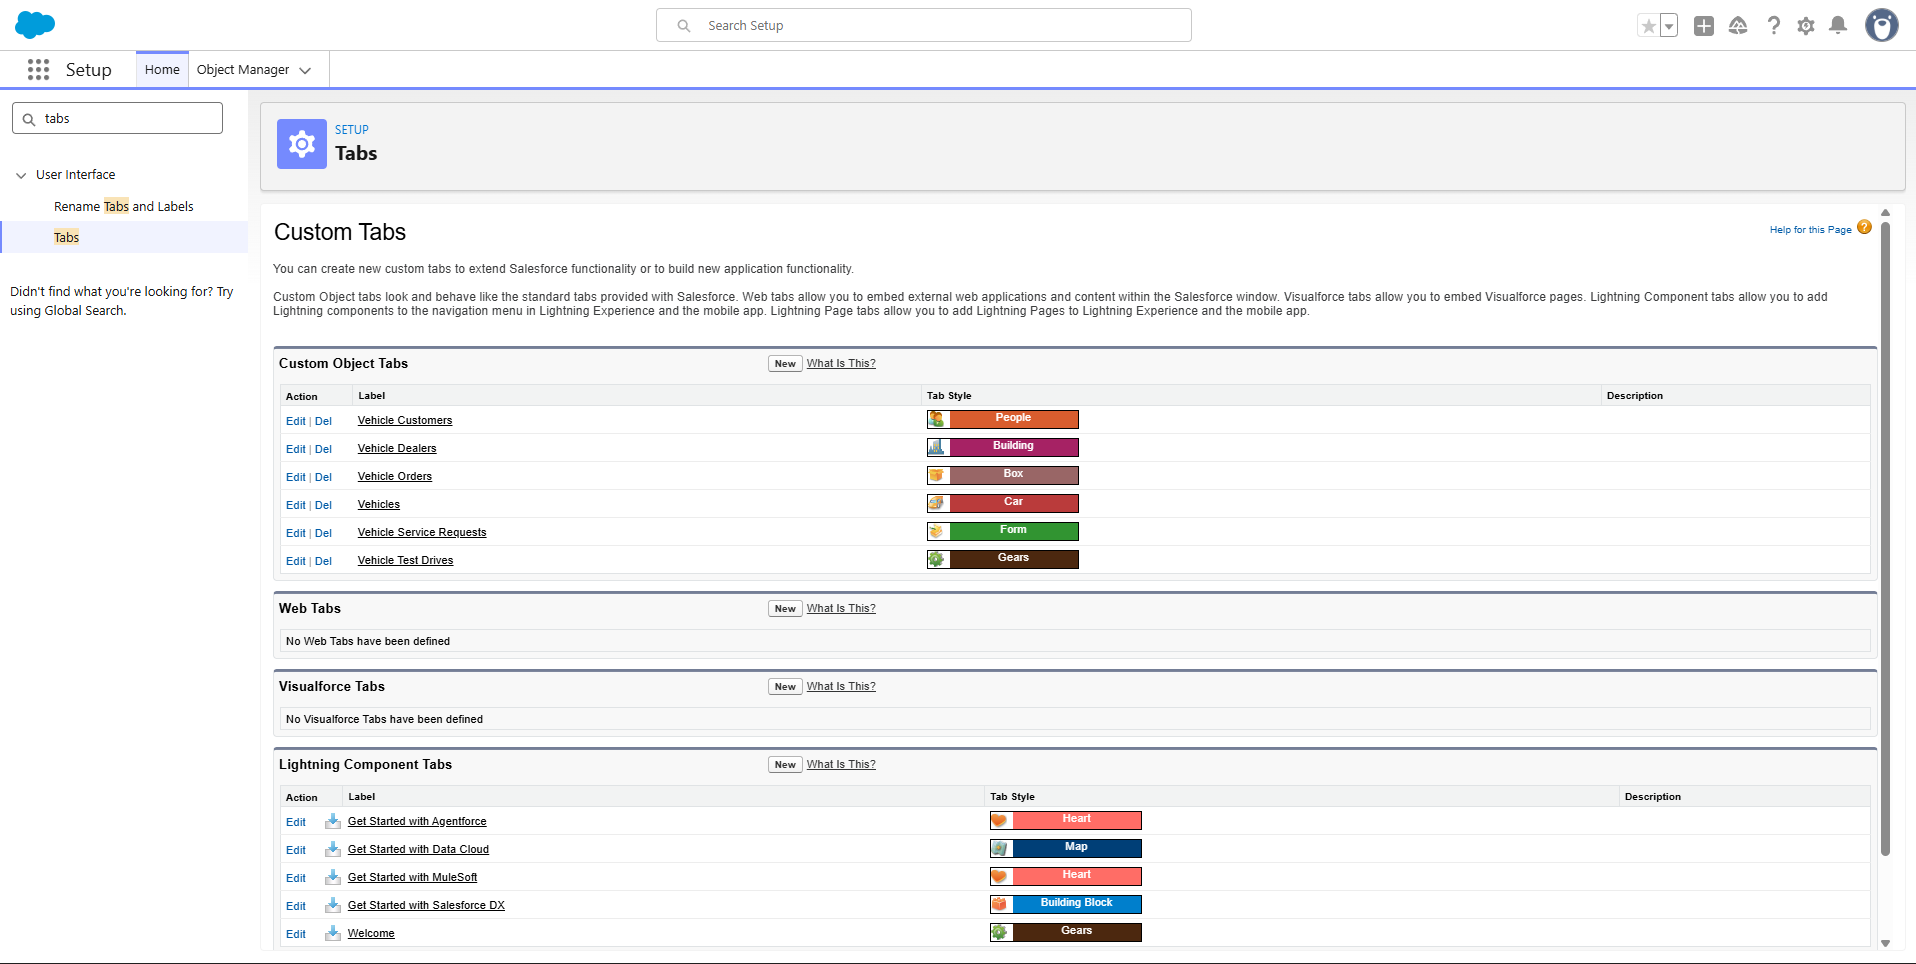 Search Setup
Setup
Home
Object Manager
tabs
User Interface
Rename Tabs and Labels
Tabs
Didn't find what you're looking for? Try
using Global Search.
SETUP
Tabs
Custom Tabs
Help for this Page
You can create new custom tabs to extend Salesforce functionality or to build new application functionality.
Custom Object tabs look and behave like the standard tabs provided with Salesforce. Web tabs allow you to embed external web applications and content within the Salesforce window. Visualforce tabs allow you to embed Visualforce pages. Lightning Component tabs allow you to add
Lightning components to the navigation menu in Lightning Experience and the mobile app. Lightning Page tabs allow you to add Lightning Pages to Lightning Experience and the mobile app.
Custom Object Tabs New What Is This?
Action Label Tab Style Description
Edit | Del Vehicle Customers People
Edit | Del Vehicle Dealers Building
Edit | Del Vehicle Orders Box
Edit | Del Vehicles Car
Edit | Del Vehicle Service Requests Form
Edit | Del Vehicle Test Drives Gears
Web Tabs New What Is This?
No Web Tabs have been defined
Visualforce Tabs New What Is This?
No Visualforce Tabs have been defined
Lightning Component Tabs New What Is This?
Action Label Tab Style Description
Edit Get Started with Agentforce Heart
Edit Get Started with Data Cloud Map
Edit Get Started with MuleSoft Heart
Edit Get Started with Salesforce DX Building Block
Edit Welcome Gears